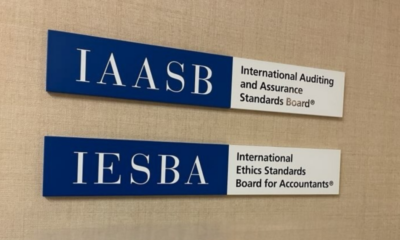 IAASB
International Auditing
and Assurance
Standards Board®
IESBA
International
Ethics Standards
Board for Accountants®